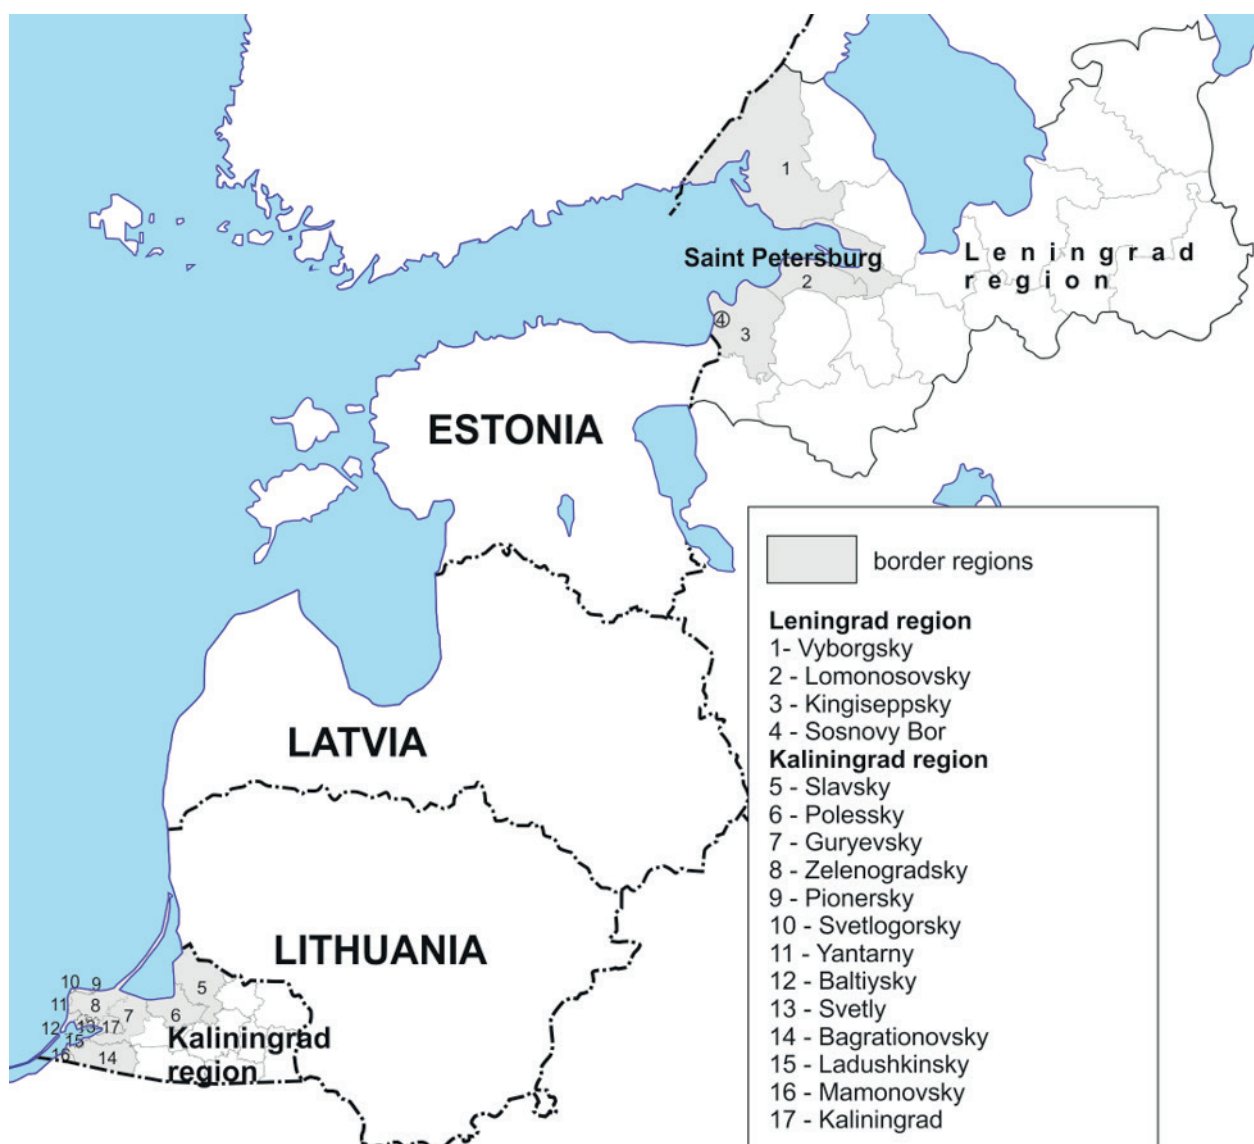 1
Saint Petersburg
Leningrad
region
2
4
3
ESTONIA
border regions
Leningrad region
1- Vyborgsky
2 - Lomonosovsky
3 - Kingiseppsky
4 - Sosnovy Bor
Kaliningrad region
5 - Slavsky
6 - Polessky
7 - Guryevsky
8 - Zelenogradsky
9 - Pionersky
10 - Svetlogorsky
11 - Yantarny
12 - Baltiysky
13 - Svetly
14 - Bagrationovsky
15 - Ladushkinsky
16 - Mamonovsky
17 - Kaliningrad
LATVIA
LITHUANIA
10 9
5
11 8
7 6
12 13 17
15
Kaliningrad
region
16 14